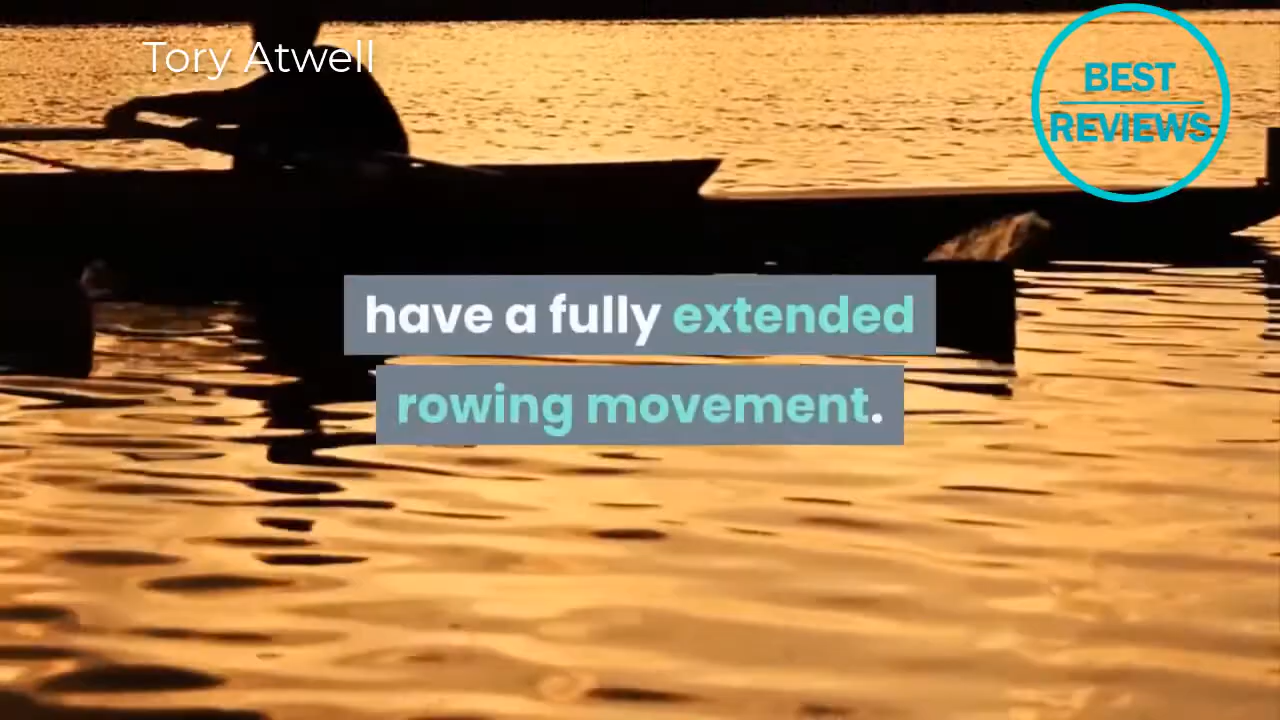 Tory Atwell
BEST
REVIEWS
have a fully extended
rowing movement.